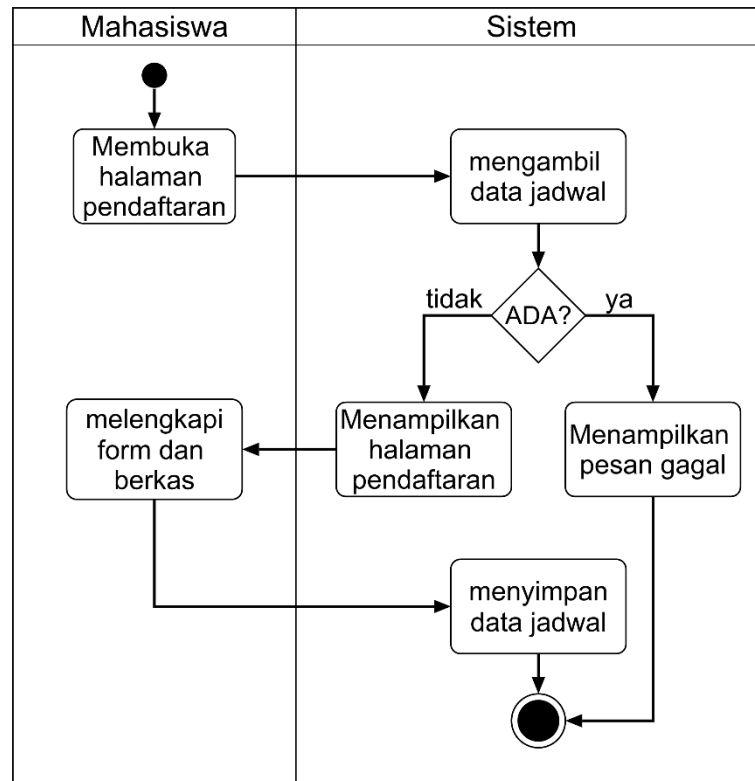 Mahasiswa
Sistem
Membuka
halaman
pendaftaran
mengambil
data jadwal
tidak
ADA?
ya
melengkapi
form dan
berkas
Menampilkan
halaman
pendaftaran
Menampilkan
pesan gagal
menyimpan
data jadwal